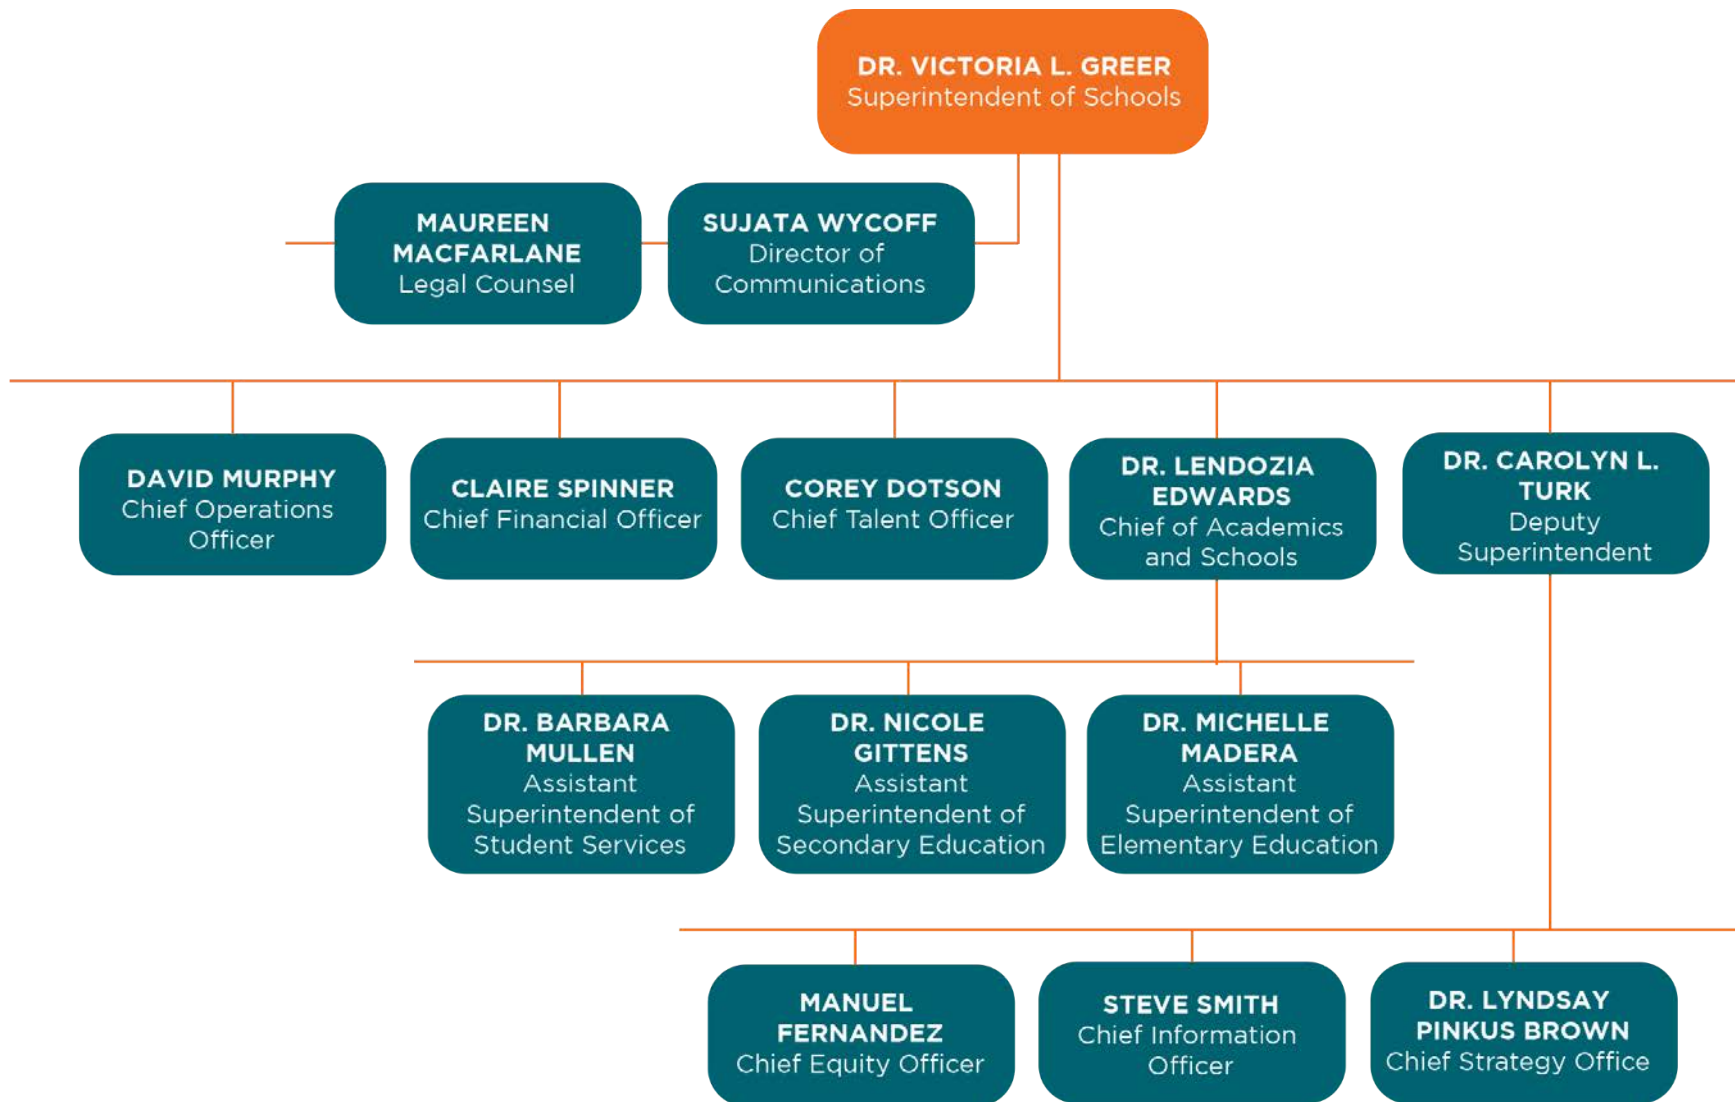 DR. VICTORIA L. GREER
Superintendent of Schools
MAUREEN
MACFARLANE
Legal Counsel
SUJATA WYCOFF
Director of
Communications
DAVID MURPHY
Chief Operations
Officer
CLAIRE SPINNER
Chief Financial Officer
COREY DOTSON
Chief Talent Officer
DR. LENDOZIA
EDWARDS
Chief of Academics
and Schools
DR. CAROLYN L.
TURK
Deputy
Superintendent
DR. BARBARA
MULLEN
Assistant
Superintendent of
Student Services
DR. NICOLE
GITTENS
Assistant
Superintendent of
Secondary Education
DR. MICHELLE
MADERA
Assistant
Superintendent of
Elementary Education
MANUEL
FERNANDEZ
Chief Equity Officer
STEVE SMITH
Chief Information
Officer
DR. LYNDSAY
PINKUS BROWN
Chief Strategy Office